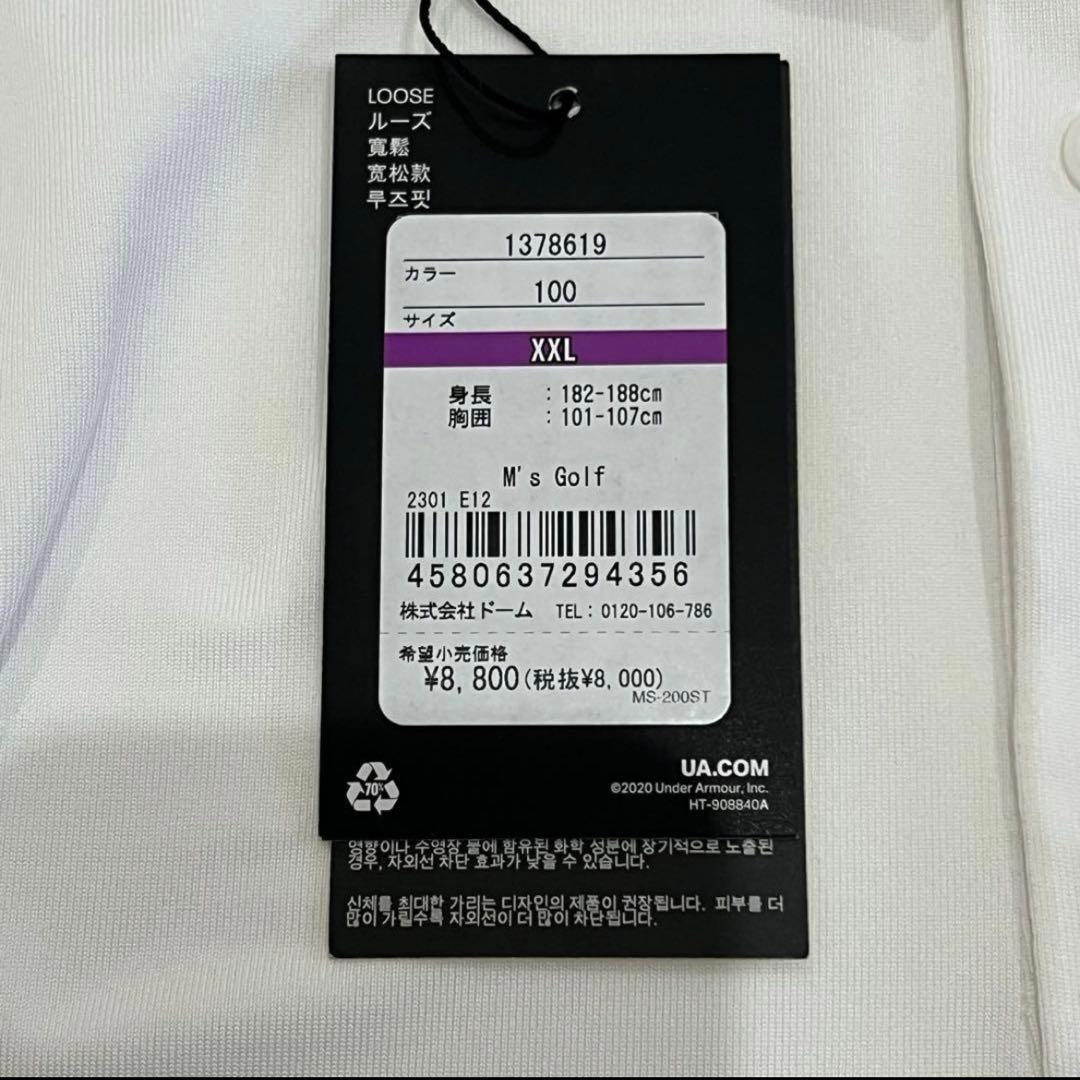 LOOSE
ルーズ
寬鬆
宽松款
루즈핏
1378619
カラー
100
サイズ
XXL
身長 : 182-188cm
胸囲 : 101-107cm
M's Golf
2301 E12
4580637294356
株式会社ドーム TEL: 0120-106-786
希望小売価格
¥8,800(税抜¥8,000)
MS-200ST
70%
UA.COM
©2020 Under Armour, Inc.
HT-908840A
영향이나 수영장 물에 함유된 화학 성분에 장기적으로 노출된
경우, 자외선 차단 효과가 낮을 수 있습니다.
신체를 최대한 가리는 디자인의 제품이 권장됩니다. 피부를 더
많이 가릴수록 자외선이 더 많이 차단됩니다.